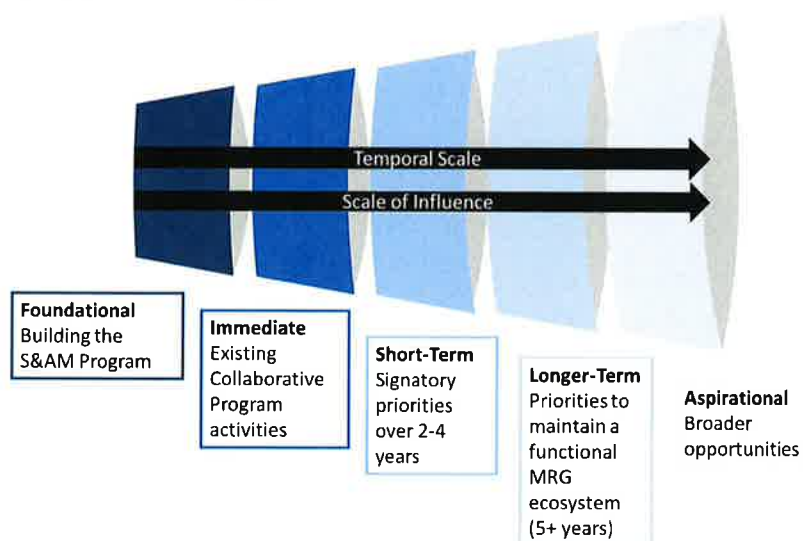 Temporal Scale
Scale of Influence
Foundational
Building the
S&AM Program
Immediate
Existing
Collaborative
Program
activities
Short-Term
Signatory
priorities
over 2-4
years
Longer-Term
Priorities to
maintain a
functional
MRG
ecosystem
(5+ years)
Aspirational
Broader
opportunities